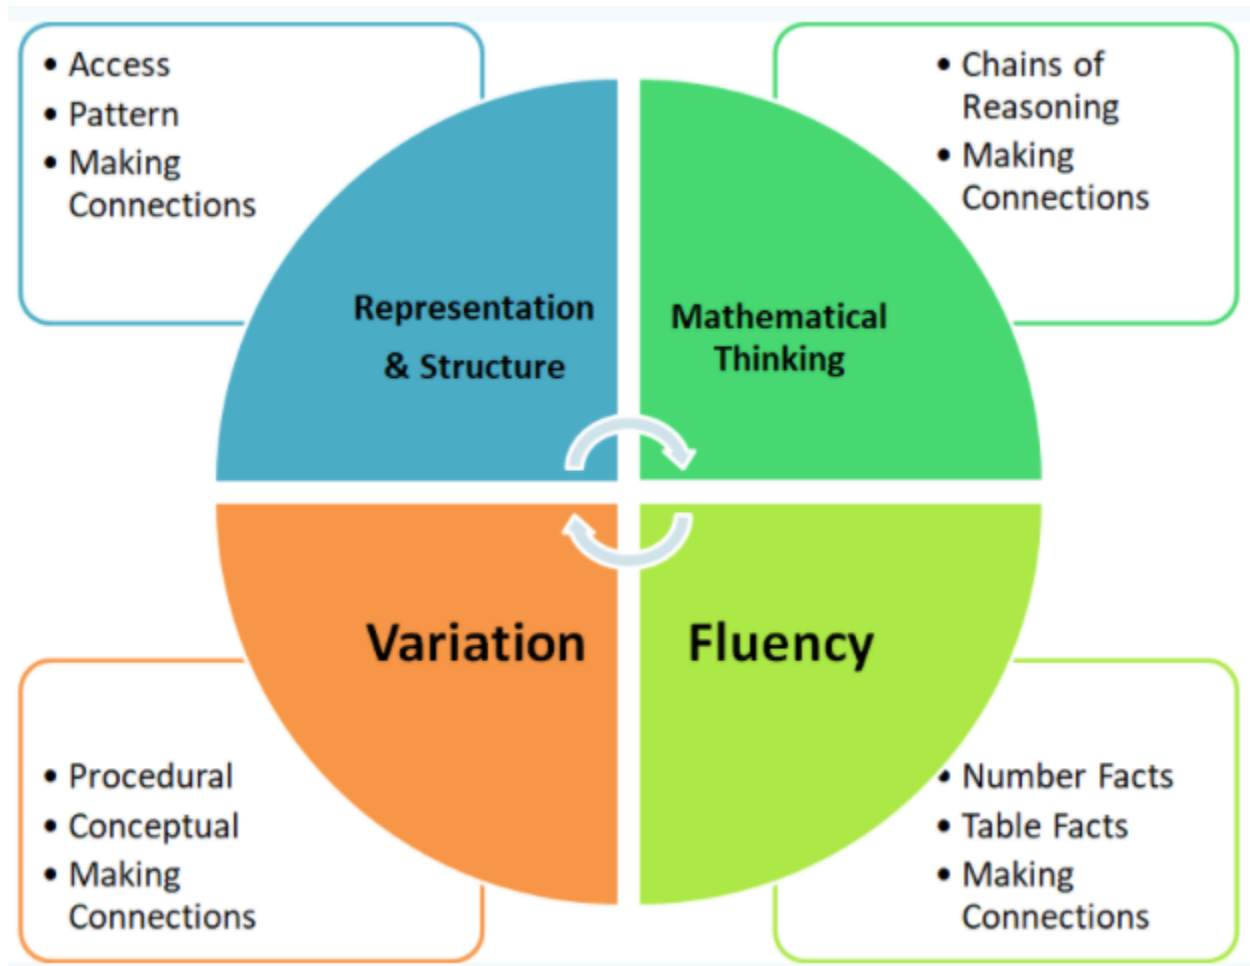 • Access
• Pattern
• Making
Connections
• Chains of
Reasoning
• Making
Connections
Representation
& Structure
Mathematical
Thinking
Variation
Fluency
• Procedural
• Conceptual
• Making
Connections
• Number Facts
• Table Facts
• Making
Connections